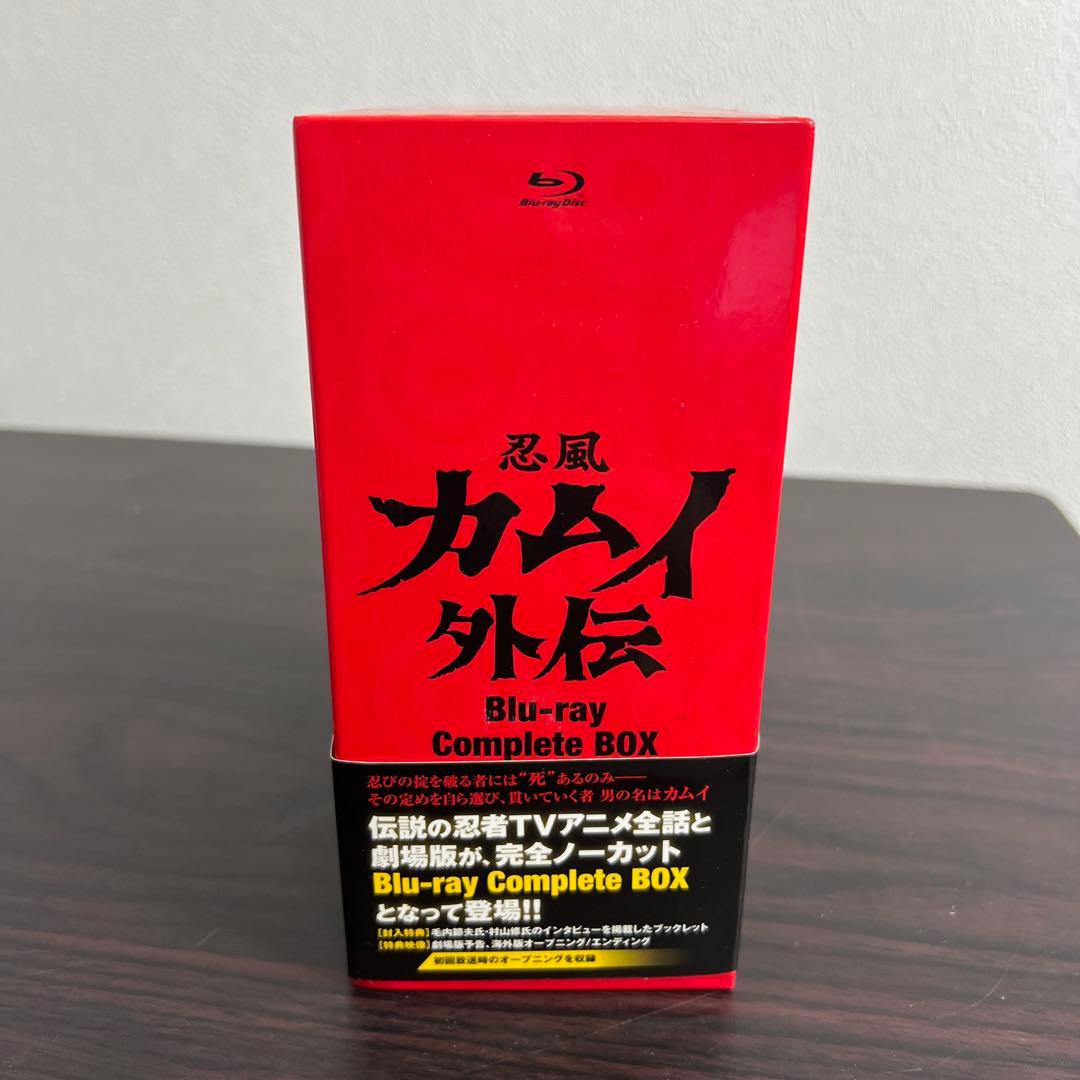 Blu-ray Disc
忍風
カムイ
外伝
Blu-ray
Complete BOX
忍びの掟を破る者には“死”あるのみ──
その定めを自ら選び、貫いていく者 男の名はカムイ
伝説の忍者TVアニメ全話と
劇場版が、完全ノーカット
Blu-ray Complete BOX
となって登場!!
[封入特典]毛内節夫氏・村山修氏のインタビューを掲載したブックレット
[特典映像]劇場版予告、海外版オープニング/エンディング
初回放送時のオープニングを収録